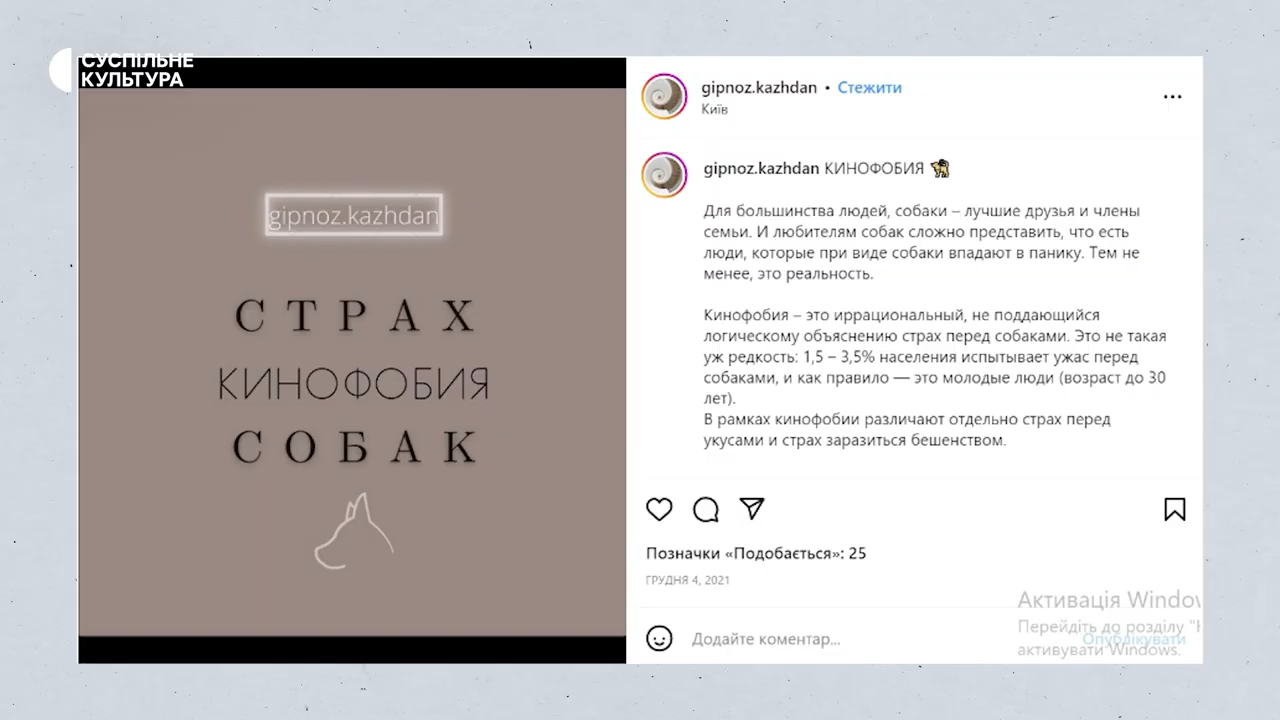 СУСПІЛЬНЕ
КУЛЬТУРА
gipnoz.kazhdan
СТРАХ
КИНОФОБИЯ
СОБАК
gipnoz.kazhdan • Стежити
Київ
gipnoz.kazhdan КИНОФОБИЯ
Для большинства людей, собаки – лучшие друзья и члены
семьи. И любителям собак сложно представить, что есть
люди, которые при виде собаки впадают в панику. Тем не
менее, это реальность.
Кинофобия – это иррациональный, не поддающийся
логическому объяснению страх перед собаками. Это не такая
уж редкость: 1,5 – 3,5% населения испытывает ужас перед
собаками, и как правило — это молодые люди (возраст до 30
лет).
В рамках кинофобии различают отдельно страх перед
укусами и страх заразиться бешенством.
Позначки «Подобається»: 25
ГРУДНЯ 4, 2021
Додайте коментар...
Опублікувати
Активація Window
Перейдіть до розділу "Н
активувати Windows.